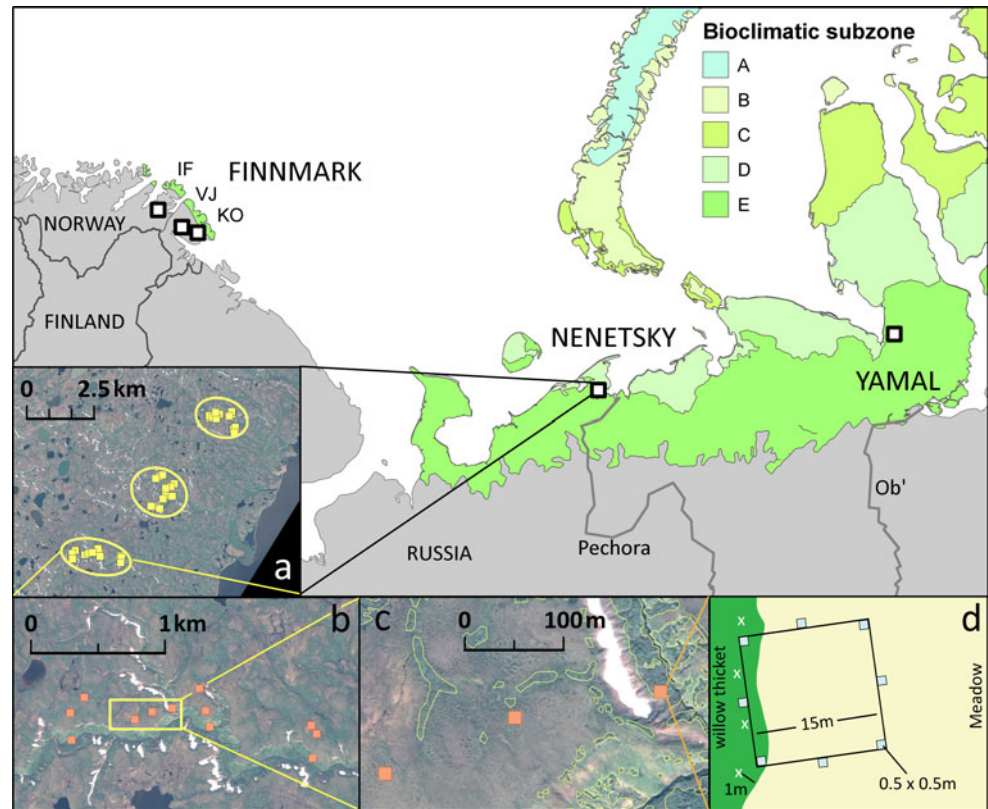 Bioclimatic subzone
A
B
C
D
E
IF
FINNMARK
VJ
KO
NORWAY
FINLAND
NENETSKY
YAMAL
0 2.5 km
a
RUSSIA
Pechora
Ob'
0 1 km
b
c
0 100 m
d
x
willow thicket
x
x
x
15m
Meadow
1m
0.5 x 0.5m